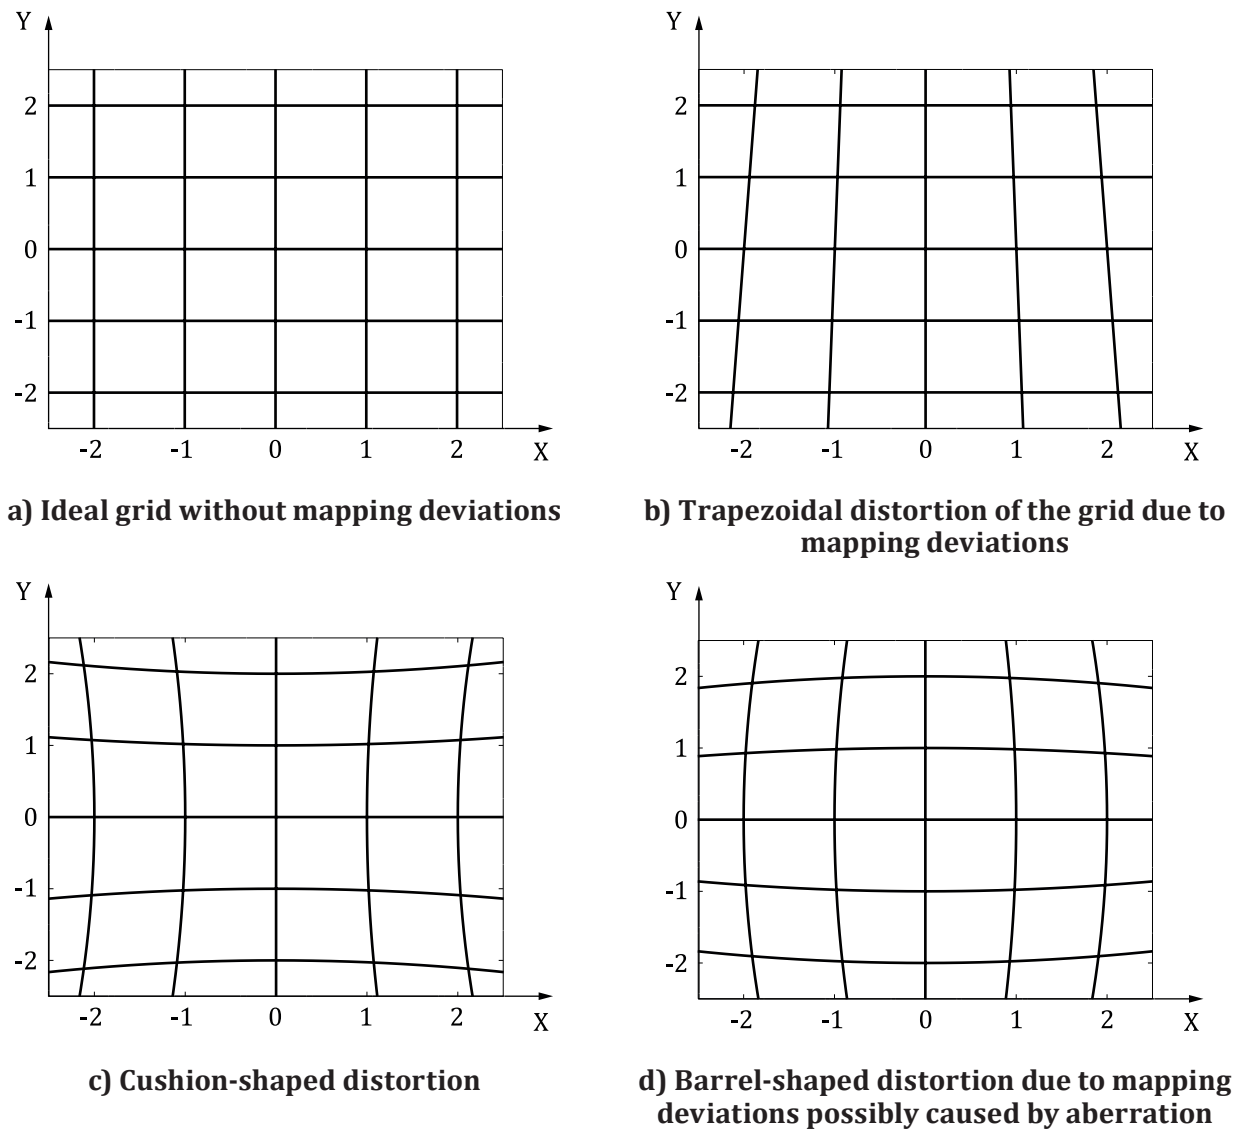 Y
2
1
0
-1
-2
-2 -1 0 1 2 X
a) Ideal grid without mapping deviations
Y
2
1
0
-1
-2
-2 -1 0 1 2 X
b) Trapezoidal distortion of the grid due to
mapping deviations
Y
2
1
0
-1
-2
-2 -1 0 1 2 X
c) Cushion-shaped distortion
Y
2
1
0
-1
-2
-2 -1 0 1 2 X
d) Barrel-shaped distortion due to mapping
deviations possibly caused by aberration